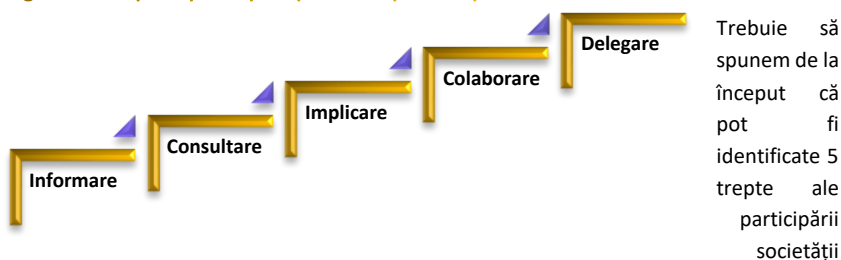 Informare
Consultare
Implicare
Colaborare
Delegare
Trebuie să
spunem de la
început că
pot fi
identificate 5
trepte ale
participării
societății